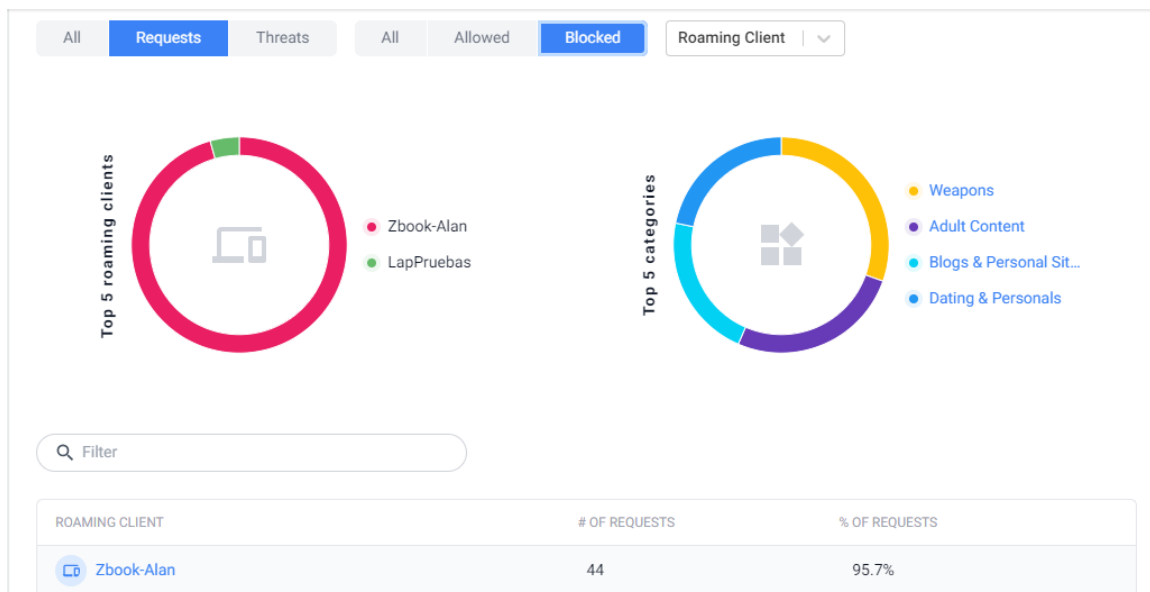 All Requests Threats All Allowed Blocked Roaming Client
Top 5 roaming clients
Zbook-Alan
LapPruebas
Top 5 categories
Weapons
Adult Content
Blogs & Personal Sit...
Dating & Personals
Filter
ROAMING CLIENT # OF REQUESTS % OF REQUESTS
Zbook-Alan 44 95.7%